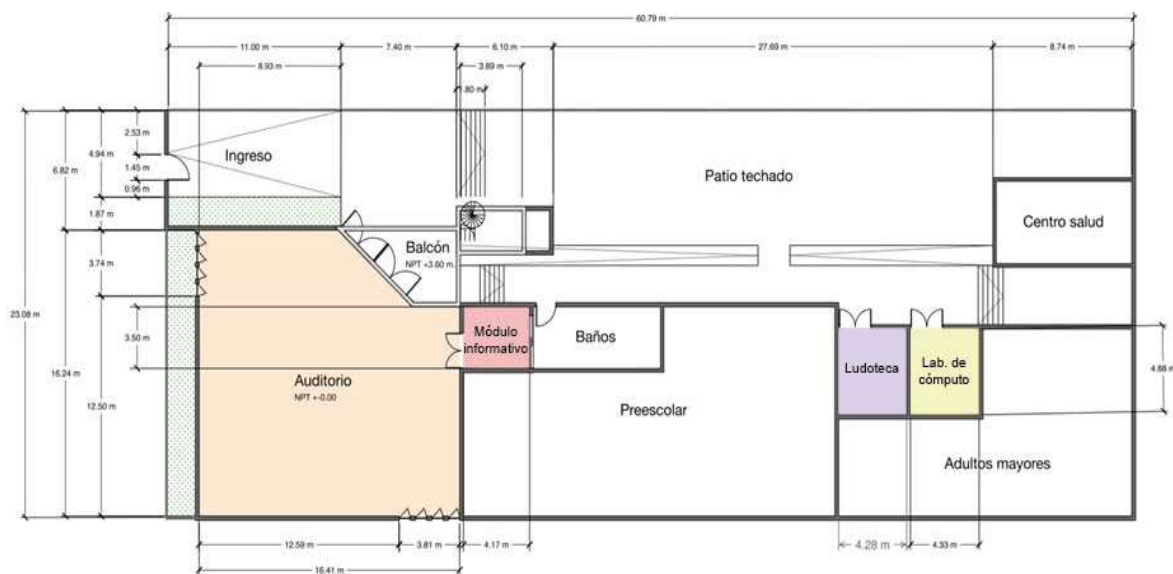 60.79 m
11.00 m
7.40 m
6.10 m
27.69 m
8.74 m
8.93 m
3.89 m
1.80 m
2.53 m
4.94 m
6.82 m
1.45 m
0.96 m
1.87 m
Ingreso
Patio techado
Centro salud
Balcón
NPT +3.60 m.
3.74 m
23.08 m
3.50 m
16.24 m
12.50 m
Módulo
informativo
Baños
Auditorio
NPT +-0.00
Preescolar
Ludoteca
Lab. de
cómputo
4.68 m
Adultos mayores
12.59 m
3.81 m
4.17 m
4.28 m
4.33 m
16.41 m